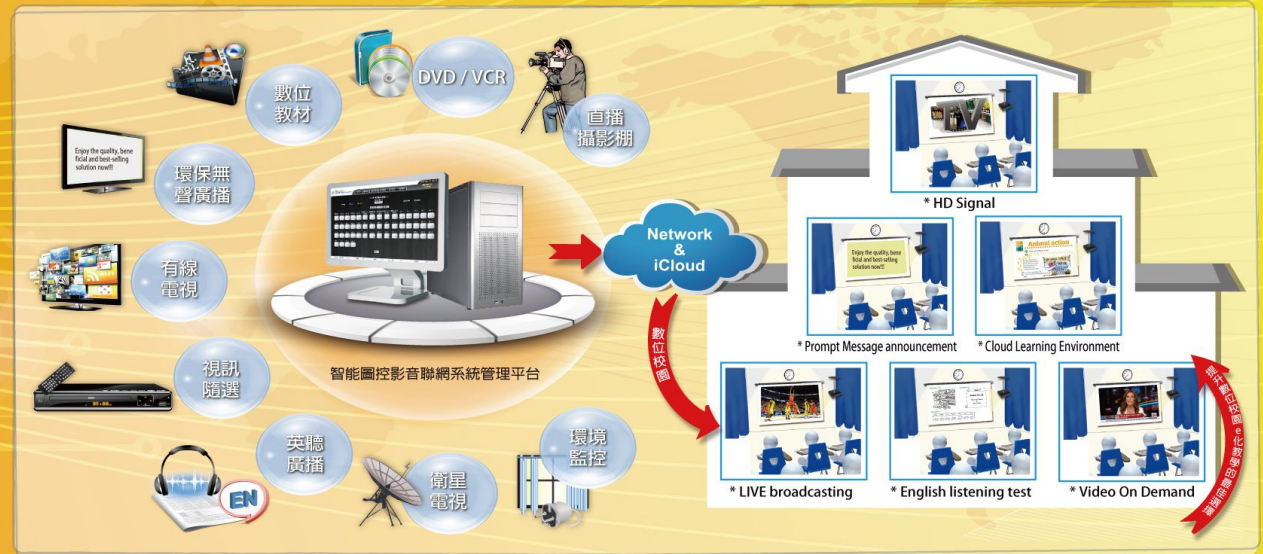 數位
教材
DVD / VCR
直播
攝影棚
Enjoy the quality, bene
ficial and best-selling
solution now!!!
環保無
聲廣播
有線
電視
視訊
隨選
英聽
廣播
EN
衛星
電視
環境
監控
智能圖控影音聯網系統管理平台
Network
&
iCloud
數位校園
TV
* HD Signal
Enjoy the quality, bene
ficial and best-selling
solution now!!!
* Prompt Message announcement
Animal action
* Cloud Learning Environment
* LIVE broadcasting
* English listening test
* Video On Demand
提升數位校園e化教學的最佳選擇